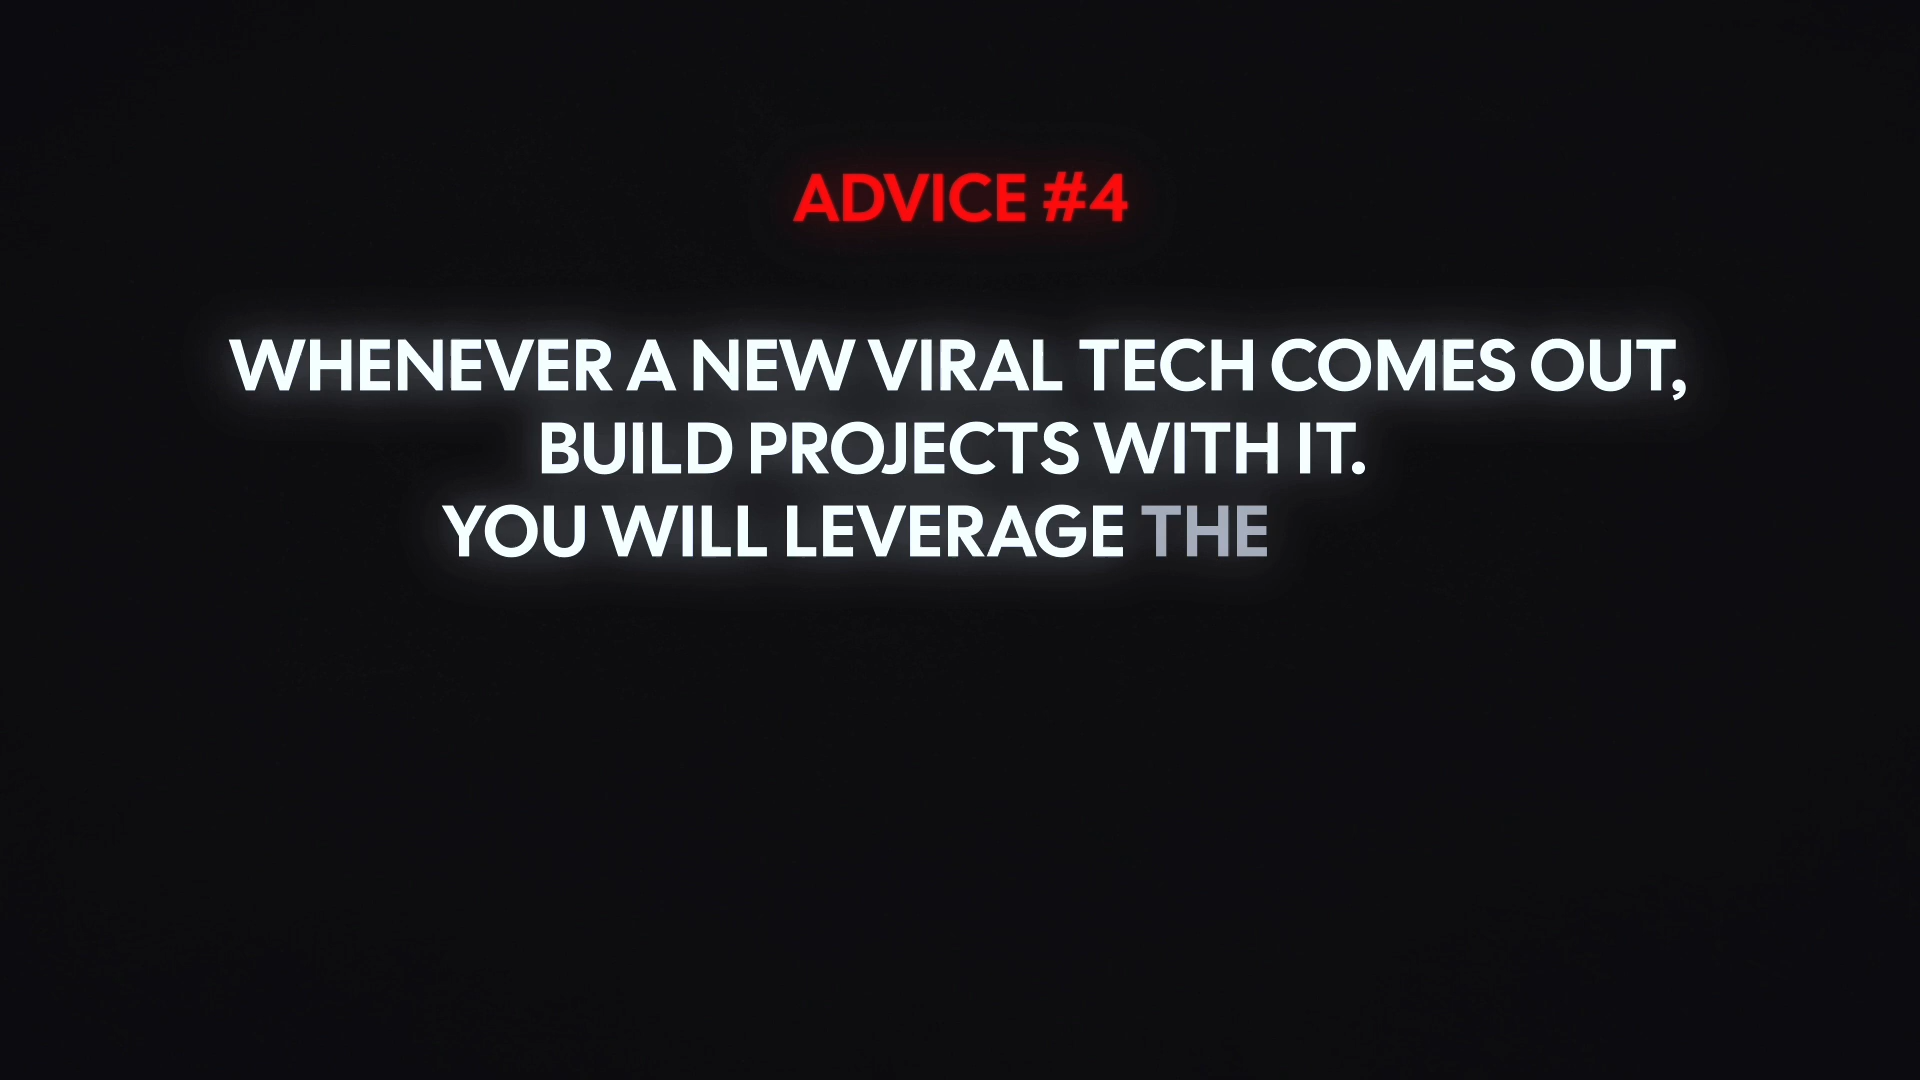 ADVICE #4
WHENEVER A NEW VIRAL TECH COMES OUT,
BUILD PROJECTS WITH IT.
YOU WILL LEVERAGE THE